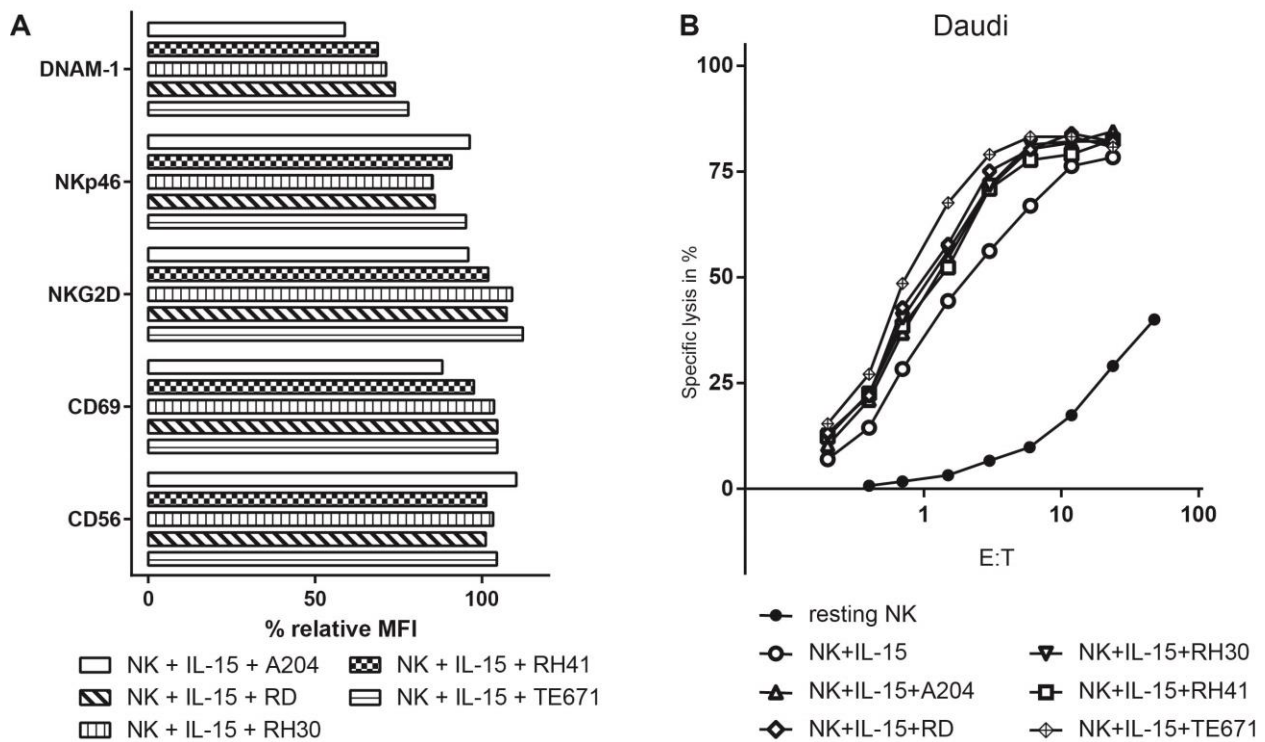 A
DNAM-1
NKp46
NKG2D
CD69
CD56
0 50 100
% relative MFI
NK + IL-15 + A204
NK + IL-15 + RH41
NK + IL-15 + RD
NK + IL-15 + TE671
NK + IL-15 + RH30
B
Daudi
Specific lysis in %
100
75
50
25
0
1 10 100
E:T
resting NK
NK+IL-15
NK+IL-15+RH30
NK+IL-15+A204
NK+IL-15+RH41
NK+IL-15+RD
NK+IL-15+TE671